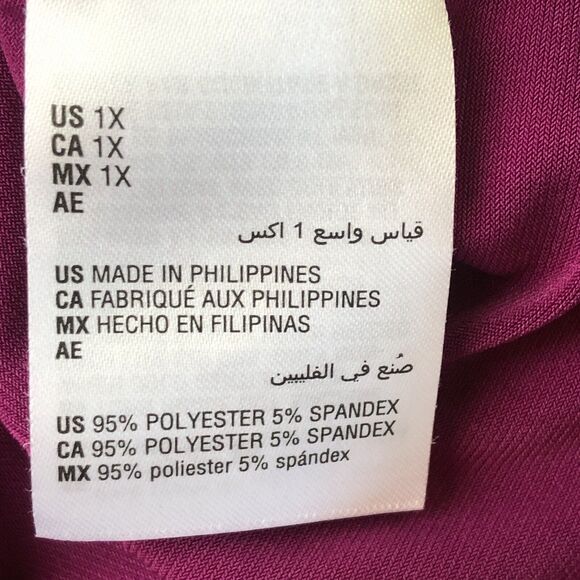 US 1X
CA 1X
MX 1X
AE
قياس واسع 1 اكس
US MADE IN PHILIPPINES
CA FABRIQUÉ AUX PHILIPPINES
MX HECHO EN FILIPINAS
AE
صُنع في الفليبين
US 95% POLYESTER 5% SPANDEX
CA 95% POLYESTER 5% SPANDEX
MX 95% poliester 5% spándex